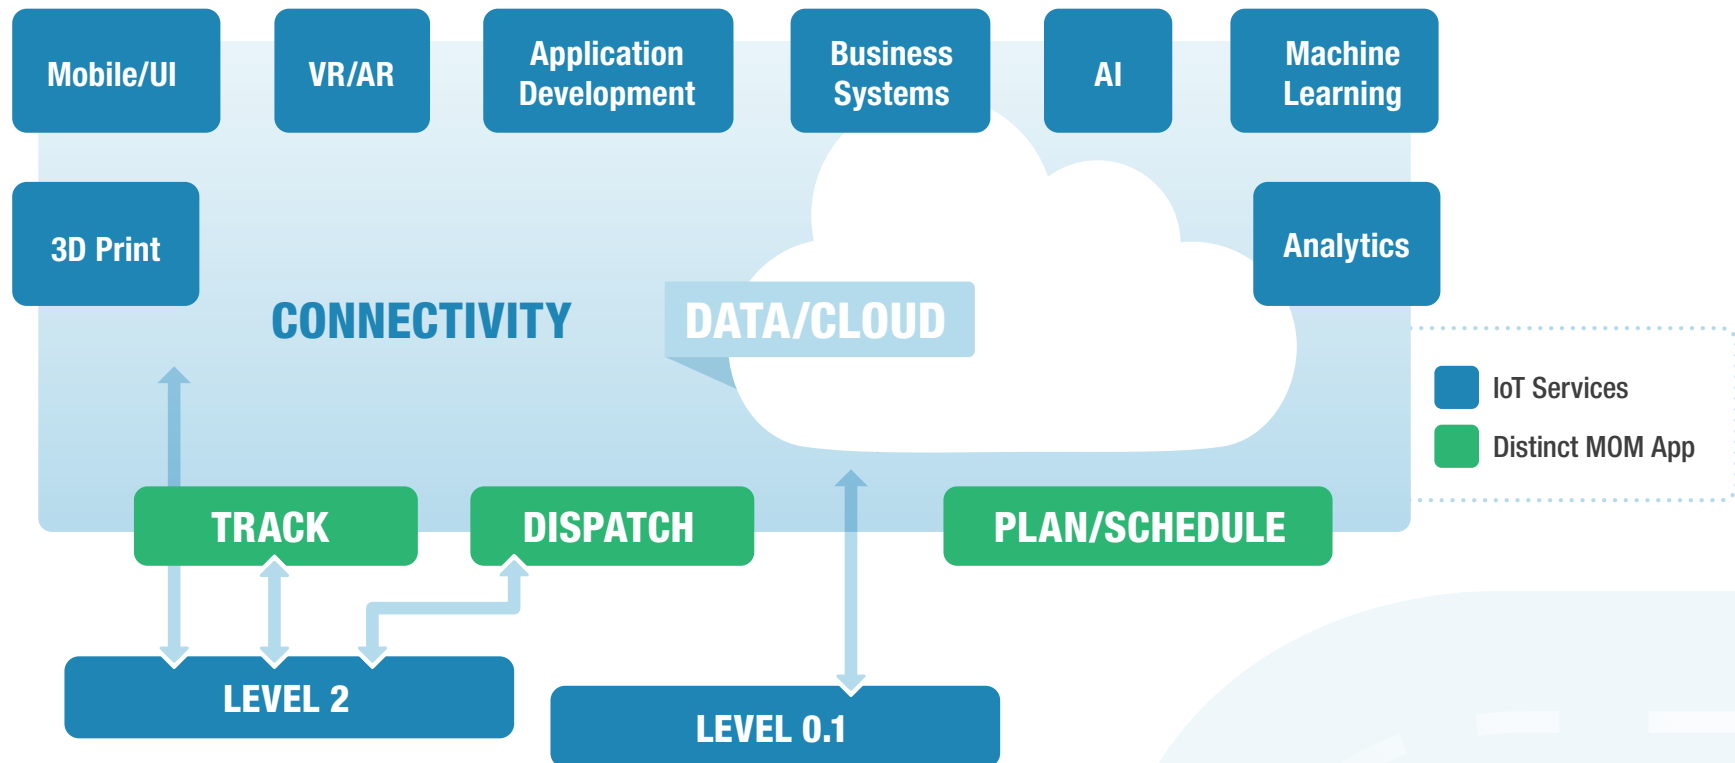 Mobile/UI
VR/AR
Application
Development
Business
Systems
AI
Machine
Learning
3D Print
Analytics
CONNECTIVITY
DATA/CLOUD
IoT Services
Distinct MOM App
TRACK
DISPATCH
PLAN/SCHEDULE
LEVEL 2
LEVEL 0.1